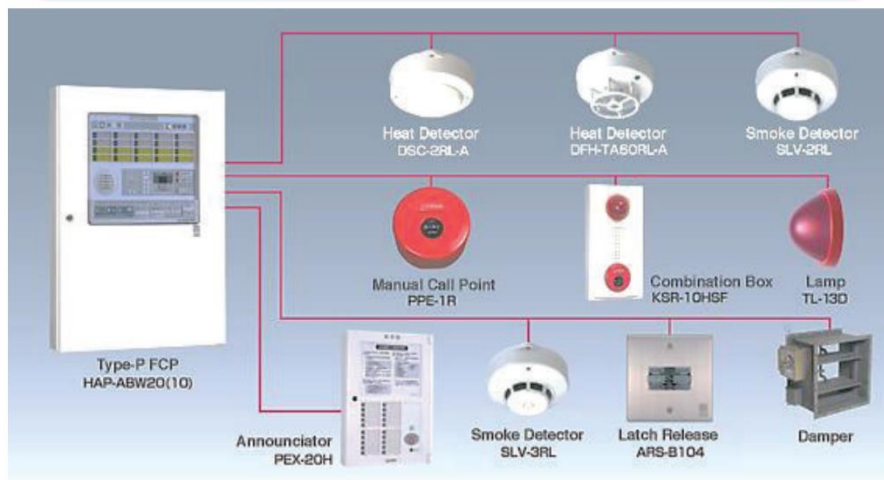 Heat Detector
DSC-2RL-A
Heat Detector
DFH-TA60RL-A
Smoke Detector
SLV-2RL
Manual Call Point
PPE-1R
Combination Box
KSR-10HSF
Lamp
TL-13D
Type-P FCP
HAP-ABW20(10)
Announciator
PEX-20H
Smoke Detector
SLV-3RL
Latch Release
ARS-B104
Damper